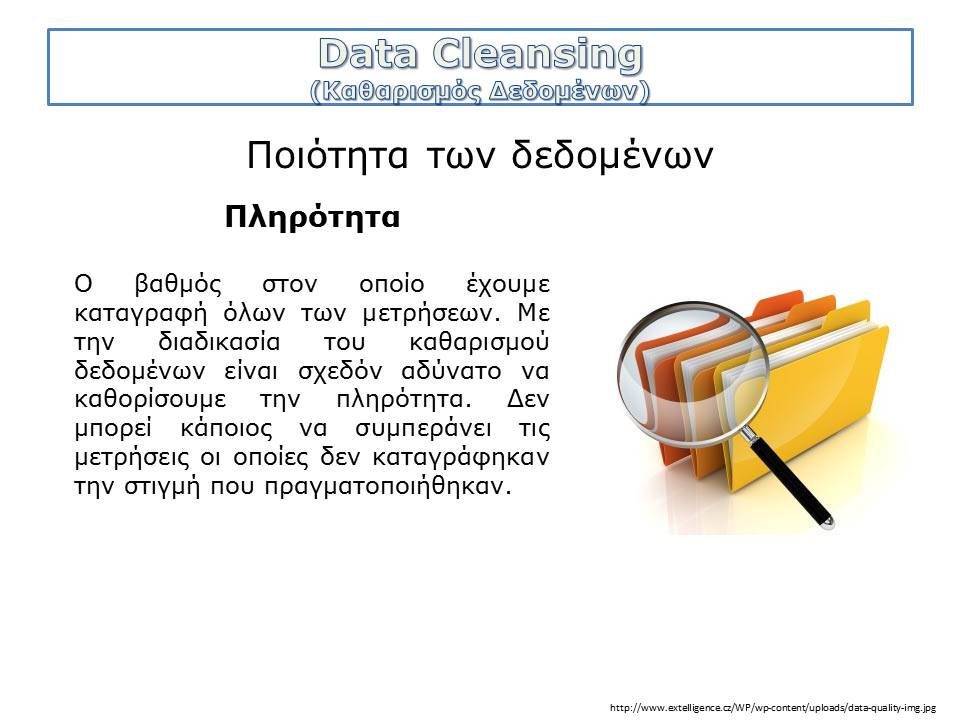 Data Cleansing
(Καθαρισμός Δεδομένων)
Ποιότητα των δεδομένων
Πληρότητα
Ο βαθμός στον οποίο έχουμε
καταγραφή όλων των μετρήσεων. Με
την διαδικασία του καθαρισμού
δεδομένων είναι σχεδόν αδύνατο να
καθορίσουμε την πληρότητα. Δεν
μπορεί κάποιος να συμπεράνει τις
μετρήσεις οι οποίες δεν καταγράφηκαν
την στιγμή που πραγματοποιήθηκαν.
http://www.extelligence.cz/WP/wp-content/uploads/data-quality-img.jpg